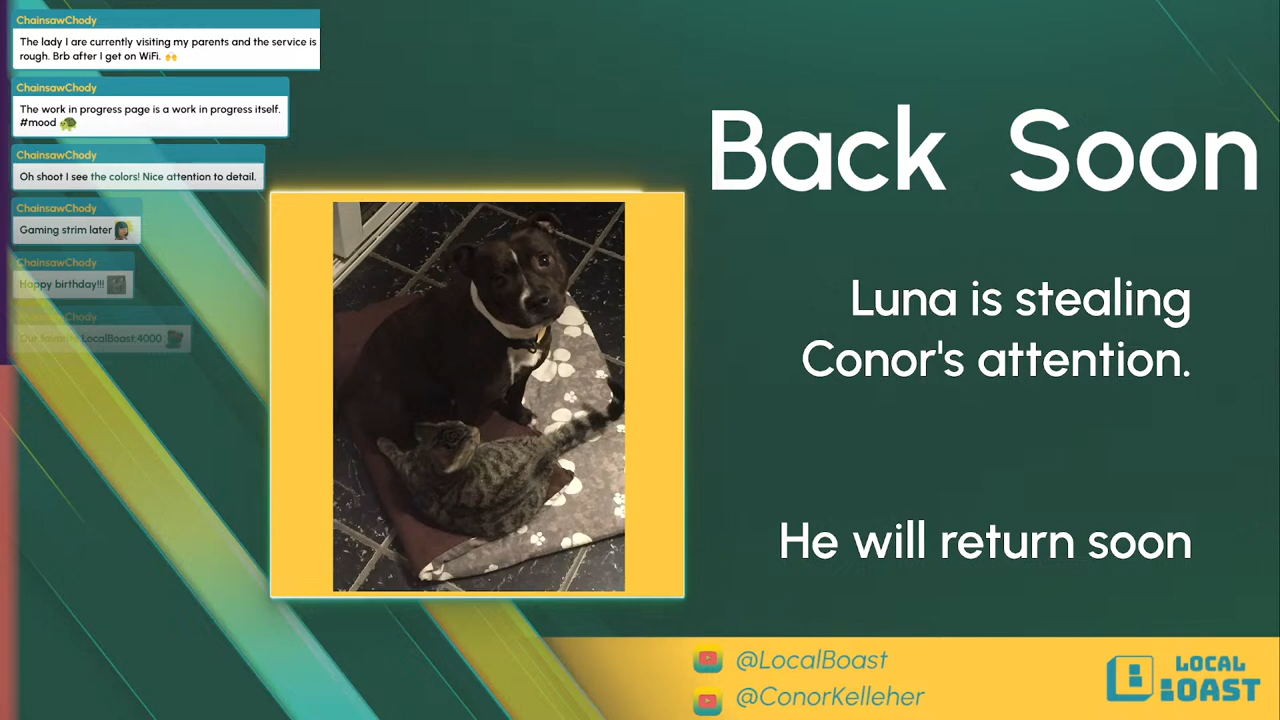 ChainsawChody
The lady I are currently visiting my parents and the service is
rough. Brb after I get on WiFi.
ChainsawChody
The work in progress page is a work in progress itself.
#mood
ChainsawChody
Oh shoot I see the colors! Nice attention to detail.
ChainsawChody
Gaming strim later
ChainsawChody
Happy birthday!!!
ChainsawChody
LocalBoast:4000
Back Soon
Luna is stealing
Conor's attention.
He will return soon
@LocalBoast
@ConorKelleher
LOCAL
BOAST